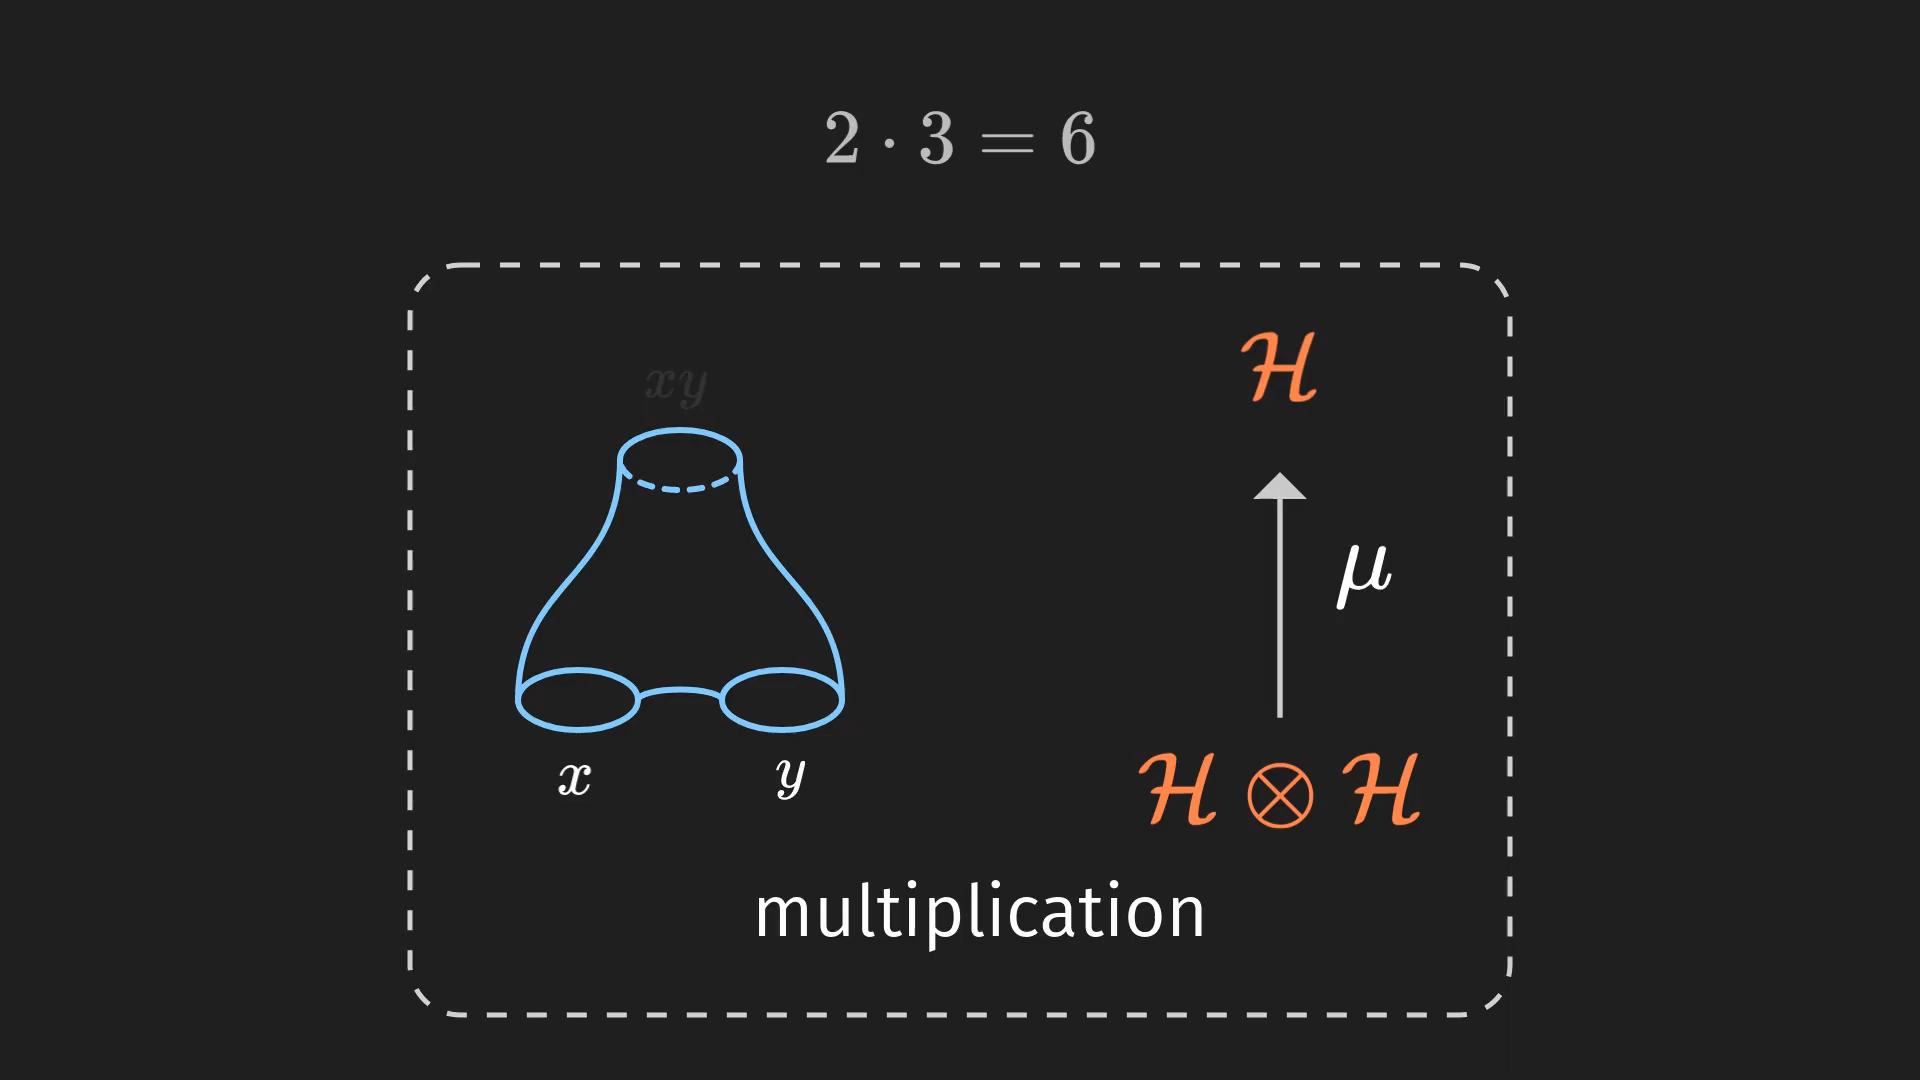 2 · 3 = 6
xy
ℋ
μ
x y
ℋ ⊗ ℋ
multiplication